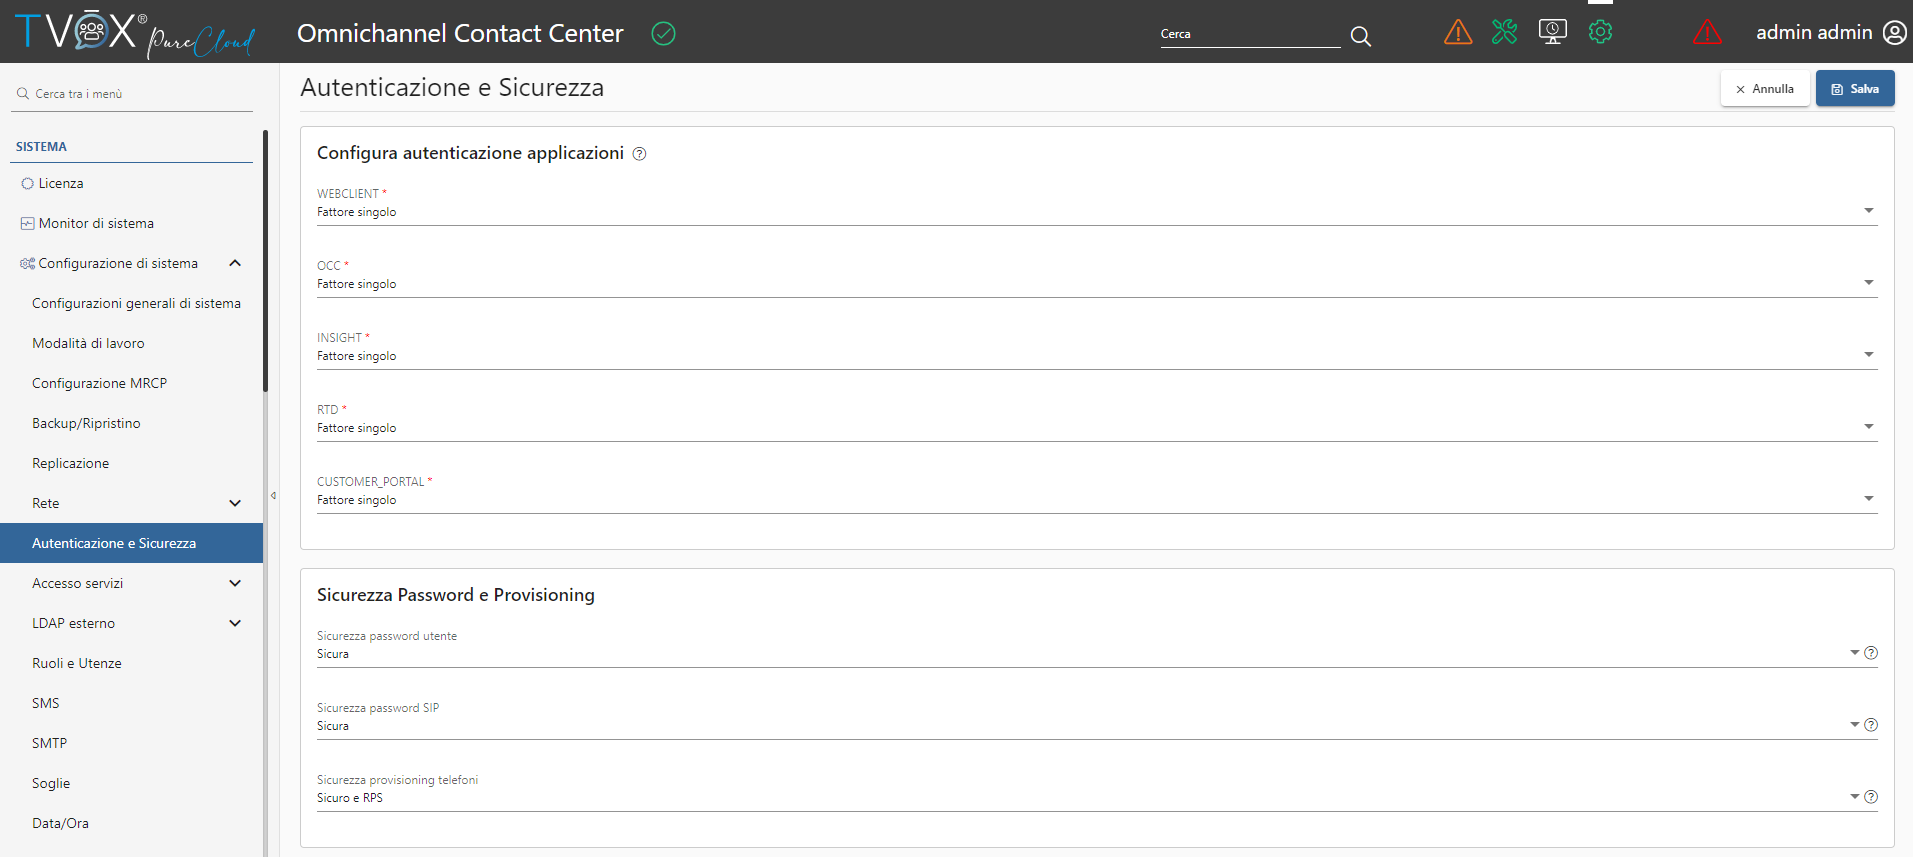 TVOX® PureCloud
Omnichannel Contact Center
Cerca
admin admin
Cerca tra i menù
SISTEMA
Licenza
Monitor di sistema
Configurazione di sistema
Configurazioni generali di sistema
Modalità di lavoro
Configurazione MRCP
Backup/Ripristino
Replicazione
Rete
Autenticazione e Sicurezza
Accesso servizi
LDAP esterno
Ruoli e Utenze
SMS
SMTP
Soglie
Data/Ora
Autenticazione e Sicurezza
Annulla
Salva
Configura autenticazione applicazioni
WEBCLIENT *
Fattore singolo
OCC *
Fattore singolo
INSIGHT *
Fattore singolo
RTD *
Fattore singolo
CUSTOMER_PORTAL *
Fattore singolo
Sicurezza Password e Provisioning
Sicurezza password utente
Sicura
Sicurezza password SIP
Sicura
Sicurezza provisioning telefoni
Sicuro e RPS